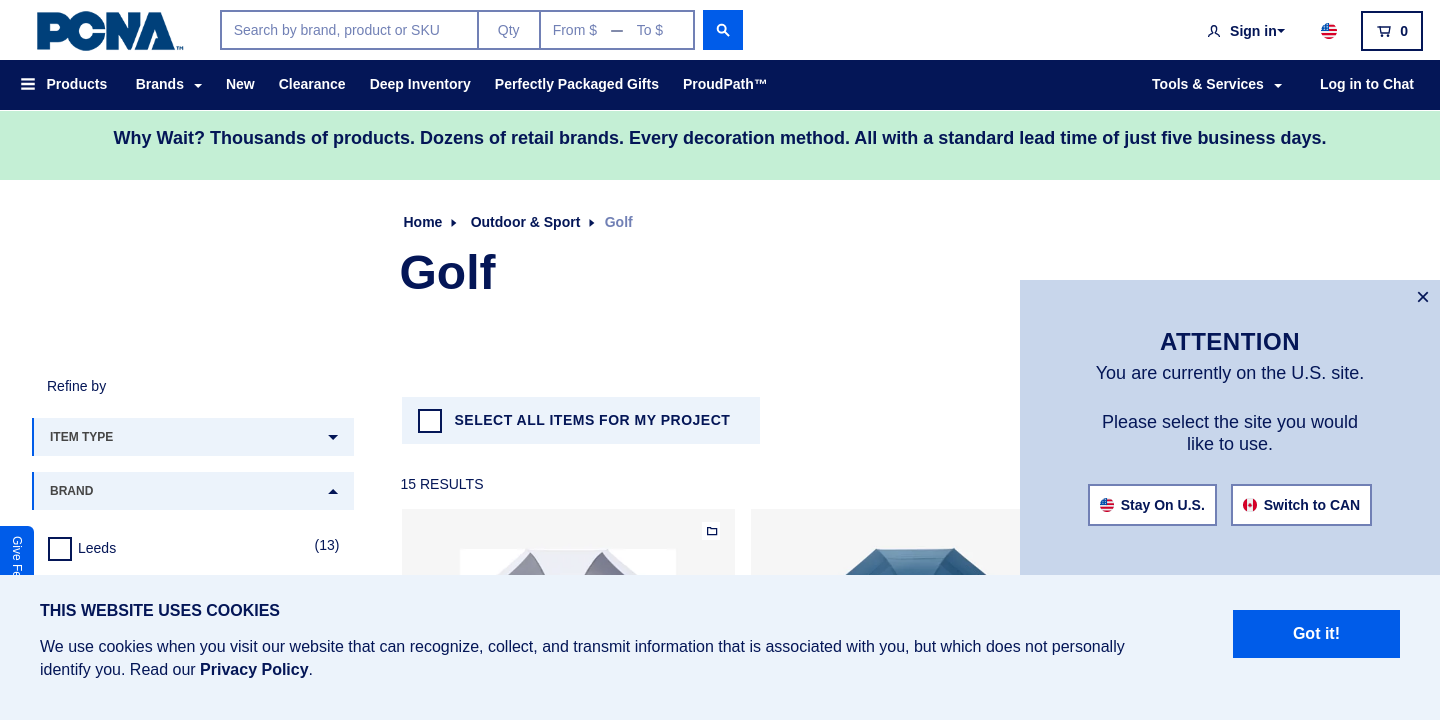 PCNA™
Search by brand, product or SKU
Qty
From $ — To $
Sign in
0
Products
Brands
New
Clearance
Deep Inventory
Perfectly Packaged Gifts
ProudPath™
Tools & Services
Log in to Chat
Why Wait? Thousands of products. Dozens of retail brands. Every decoration method. All with a standard lead time of just five business days.
Home
Outdoor & Sport
Golf
Golf
ATTENTION
You are currently on the U.S. site.
Please select the site you would
like to use.
Stay On U.S.
Switch to CAN
Refine by
ITEM TYPE
BRAND
Leeds (13)
SELECT ALL ITEMS FOR MY PROJECT
15 RESULTS
Give
THIS WEBSITE USES COOKIES
We use cookies when you visit our website that can recognize, collect, and transmit information that is associated with you, but which does not personally
identify you. Read our Privacy Policy.
Got it!